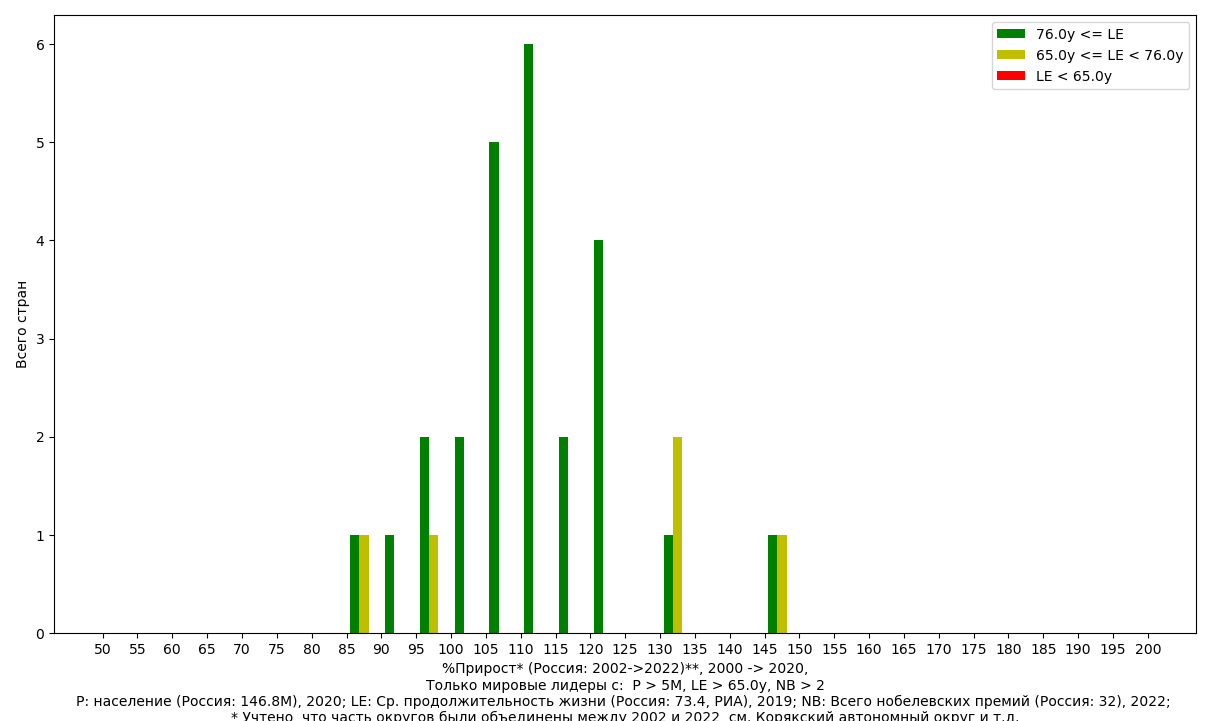 76.0y <= LE
65.0y <= LE < 76.0y
LE < 65.0y
6
5
4
3
2
1
0
Всего стран
50 55 60 65 70 75 80 85 90 95 100 105 110 115 120 125 130 135 140 145 150 155 160 165 170 175 180 185 190 195 200
%Прирост* (Россия: 2002->2022)**, 2000 -> 2020,
Только мировые лидеры с: P > 5M, LE > 65.0y, NB > 2
P: население (Россия: 146.8M), 2020; LE: Ср. продолжительность жизни (Россия: 73.4, РИА), 2019; NB: Всего нобелевских премий (Россия: 32), 2022;
* Учтено, что часть округов были объединены между 2002 и 2022, см. Корякский автономный округ и т.д.